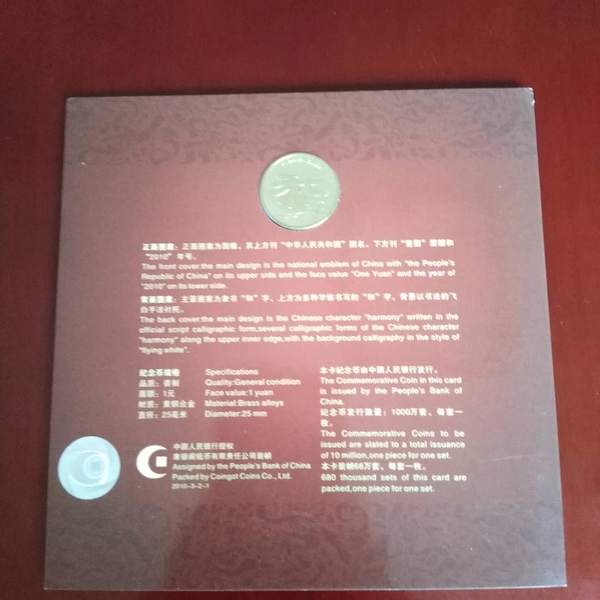 正面图案：正面图案为国徽，其上方刊“中华人民共和国”国名，下方刊“壹圆”面额和
“2010”年号。
The front cover:the main design is the national emblem of China with "the People's
Republic of China" on its upper sids and the face value "One Yuan" and the year of
"2010" on its.lower side.
背面图案：主景图案为隶书“和”字，上方为多种字体书写的“和”字，背景以书法的飞
白手法衬托。
The back cover:the main design is the Chinese character "harmony" written in the
official script calligraphic form,several calligraphic forms of the Chinese character
"harmony" along the upper inner edge,with the background calligraphy in the style of
"flying white".
纪念币规格 Specifications
品质：普制 Quality:General condition
面额：1元 Face value:1 yuan
材质：黄铜合金 Material:Brass alloys
直径：25毫米 Diameter:25 mm
中国人民银行授权
康银阁钱币有限责任公司装帧
Assigned by the People's Bank of China
Packed by Coingot Coins Co., Ltd.
2010-3-2-1
本卡纪念币由中国人民银行发行。
The Commemorative Coin in this card
is issued by the People's Bank of
China.
纪念币发行数量：1000万套，每套一
枚。
The Commemorative Coins to be
issued are stated to a total issuance
of 10 million,one piece for one set.
本卡装帧68万套，每套一枚。
680 thousand sets of this card are
packed,one piece for one set.